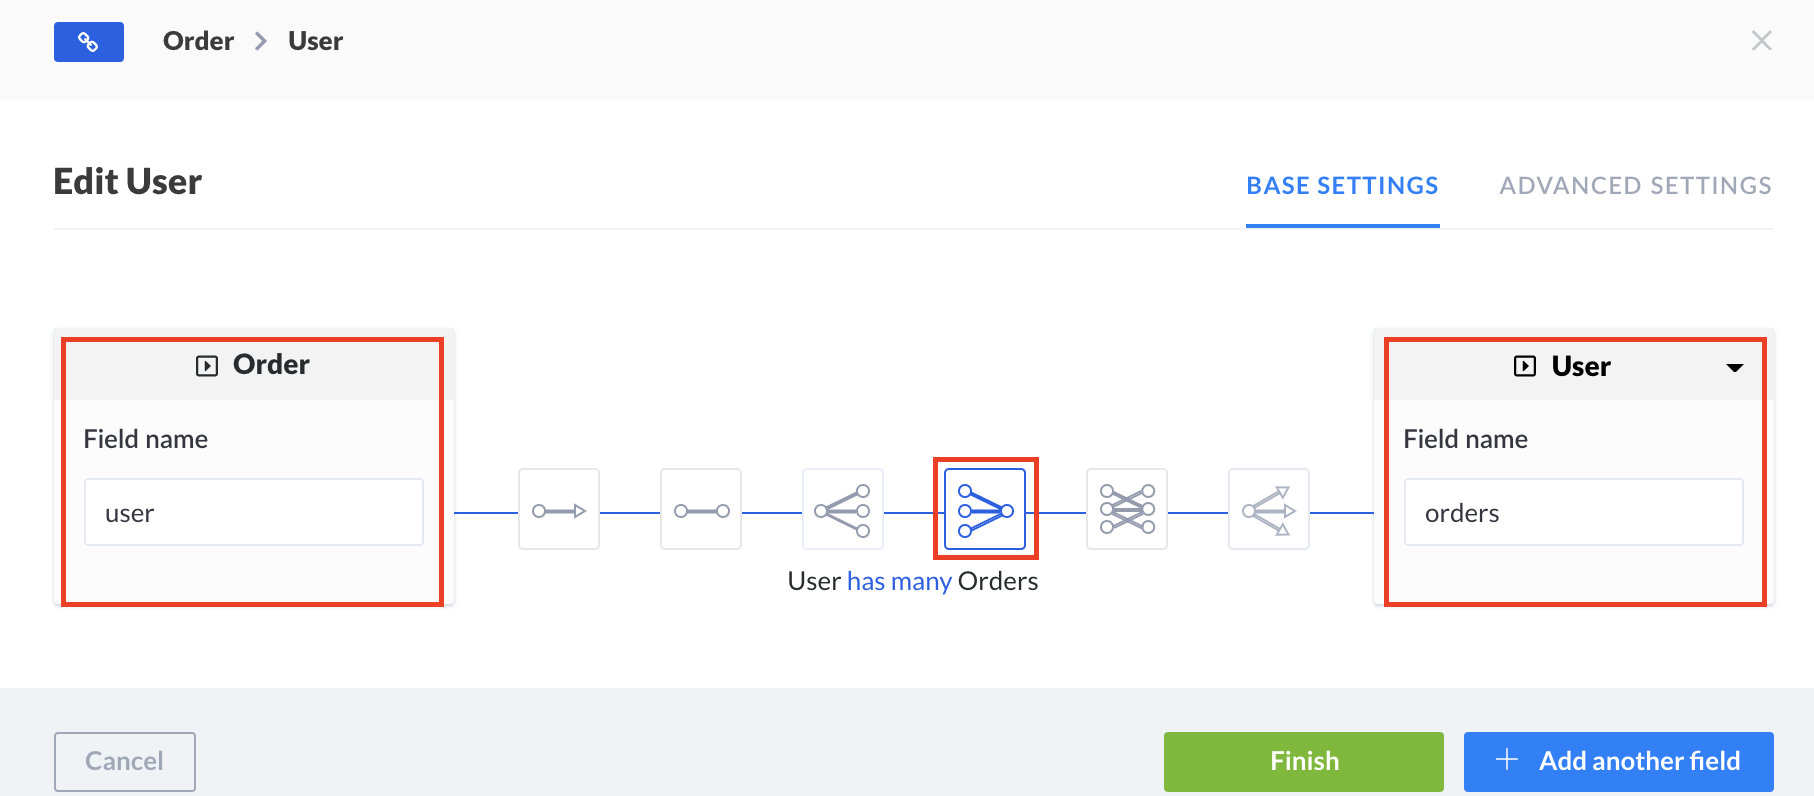 Order > User
Edit User
BASE SETTINGS
ADVANCED SETTINGS
Order
Field name
user
User has many Orders
User
Field name
orders
Cancel
Finish
Add another field